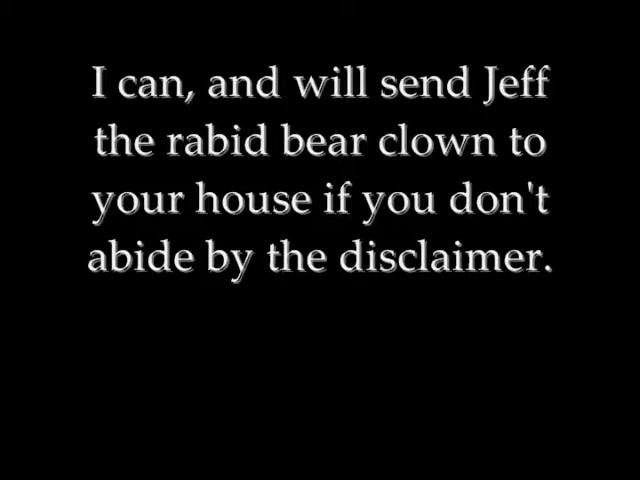 I can, and will send Jeff
the rabid bear clown to
your house if you don't
abide by the disclaimer.